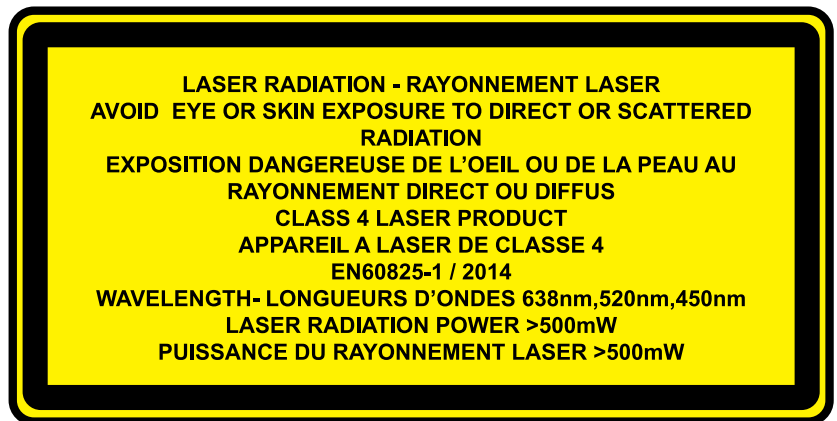 LASER RADIATION - RAYONNEMENT LASER
AVOID EYE OR SKIN EXPOSURE TO DIRECT OR SCATTERED
RADIATION
EXPOSITION DANGEREUSE DE L'OEIL OU DE LA PEAU AU
RAYONNEMENT DIRECT OU DIFFUS
CLASS 4 LASER PRODUCT
APPAREIL A LASER DE CLASSE 4
EN60825-1 / 2014
WAVELENGTH- LONGUEURS D'ONDES 638nm,520nm,450nm
LASER RADIATION POWER >500mW
PUISSANCE DU RAYONNEMENT LASER >500mW